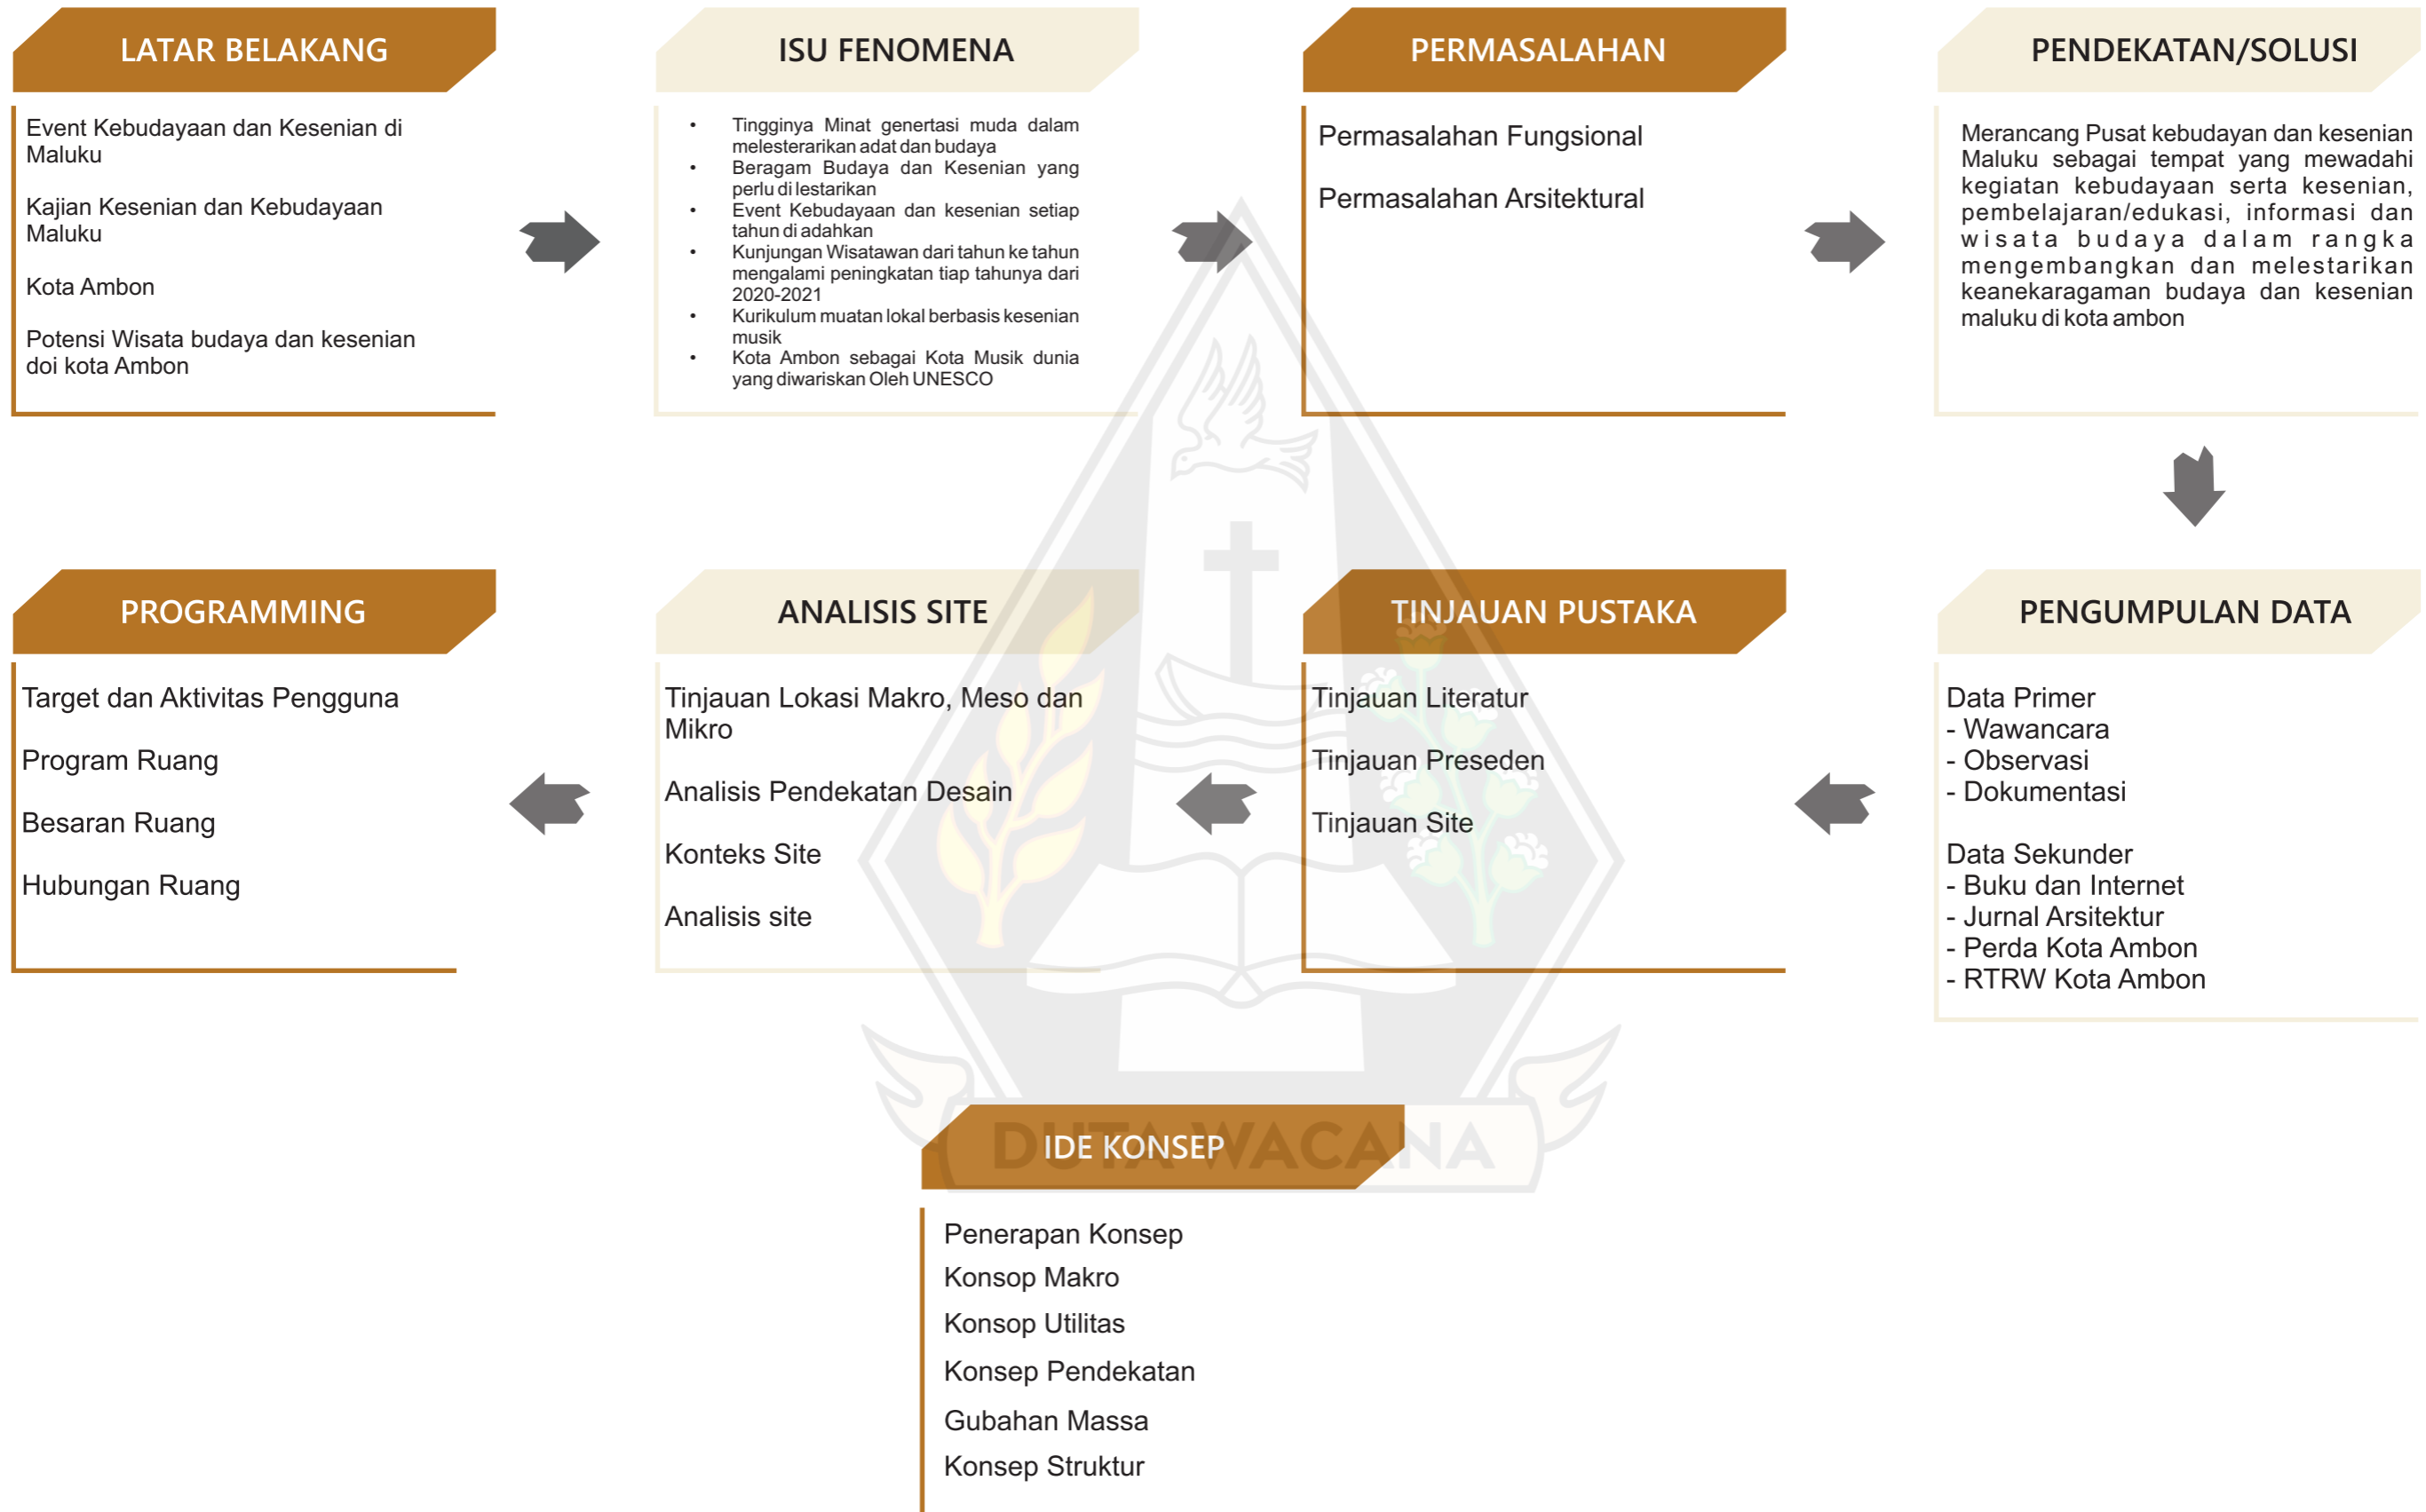 LATAR BELAKANG
Event Kebudayaan dan Kesenian di
Maluku
Kajian Kesenian dan Kebudayaan
Maluku
Kota Ambon
Potensi Wisata budaya dan kesenian
doi kota Ambon
ISU FENOMENA
• Tingginya Minat genertasi muda dalam
melesterarikan adat dan budaya
• Beragam Budaya dan Kesenian yang
perlu di lestarikan
• Event Kebudayaan dan kesenian setiap
tahun di adahkan
• Kunjungan Wisatawan dari tahun ke tahun
mengalami peningkatan tiap tahunya dari
2020-2021
• Kurikulum muatan lokal berbasis kesenian
musik
• Kota Ambon sebagai Kota Musik dunia
yang diwariskan Oleh UNESCO
PERMASALAHAN
Permasalahan Fungsional
Permasalahan Arsitektural
PENDEKATAN/SOLUSI
Merancang Pusat kebudayan dan kesenian
Maluku sebagai tempat yang mewadahi
kegiatan kebudayaan serta kesenian,
pembelajaran/edukasi, informasi dan
wisata budaya dalam rangka
mengembangkan dan melestarikan
keanekaragaman budaya dan kesenian
maluku di kota ambon
PROGRAMMING
Target dan Aktivitas Pengguna
Program Ruang
Besaran Ruang
Hubungan Ruang
ANALISIS SITE
Tinjauan Lokasi Makro, Meso dan
Mikro
Analisis Pendekatan Desain
Konteks Site
Analisis site
TINJAUAN PUSTAKA
Tinjauan Literatur
Tinjauan Preseden
Tinjauan Site
PENGUMPULAN DATA
Data Primer
- Wawancara
- Observasi
- Dokumentasi
Data Sekunder
- Buku dan Internet
- Jurnal Arsitektur
- Perda Kota Ambon
- RTRW Kota Ambon
IDE KONSEP
DUTA WACANA
Penerapan Konsep
Konsop Makro
Konsop Utilitas
Konsep Pendekatan
Gubahan Massa
Konsep Struktur